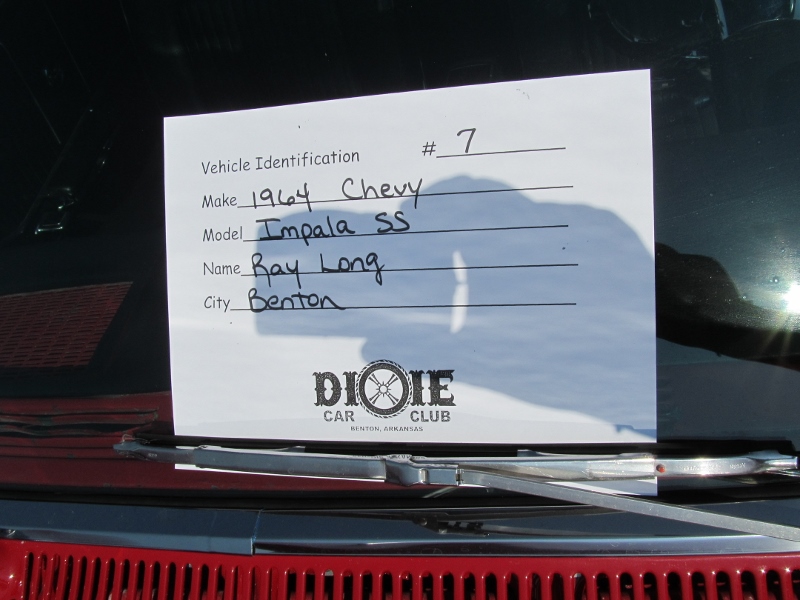 Vehicle Identification # 7
Make 1964 Chevy
Model Impala SS
Name Ray Long
City Benton
DIXIE
CAR CLUB
BENTON, ARKANSAS